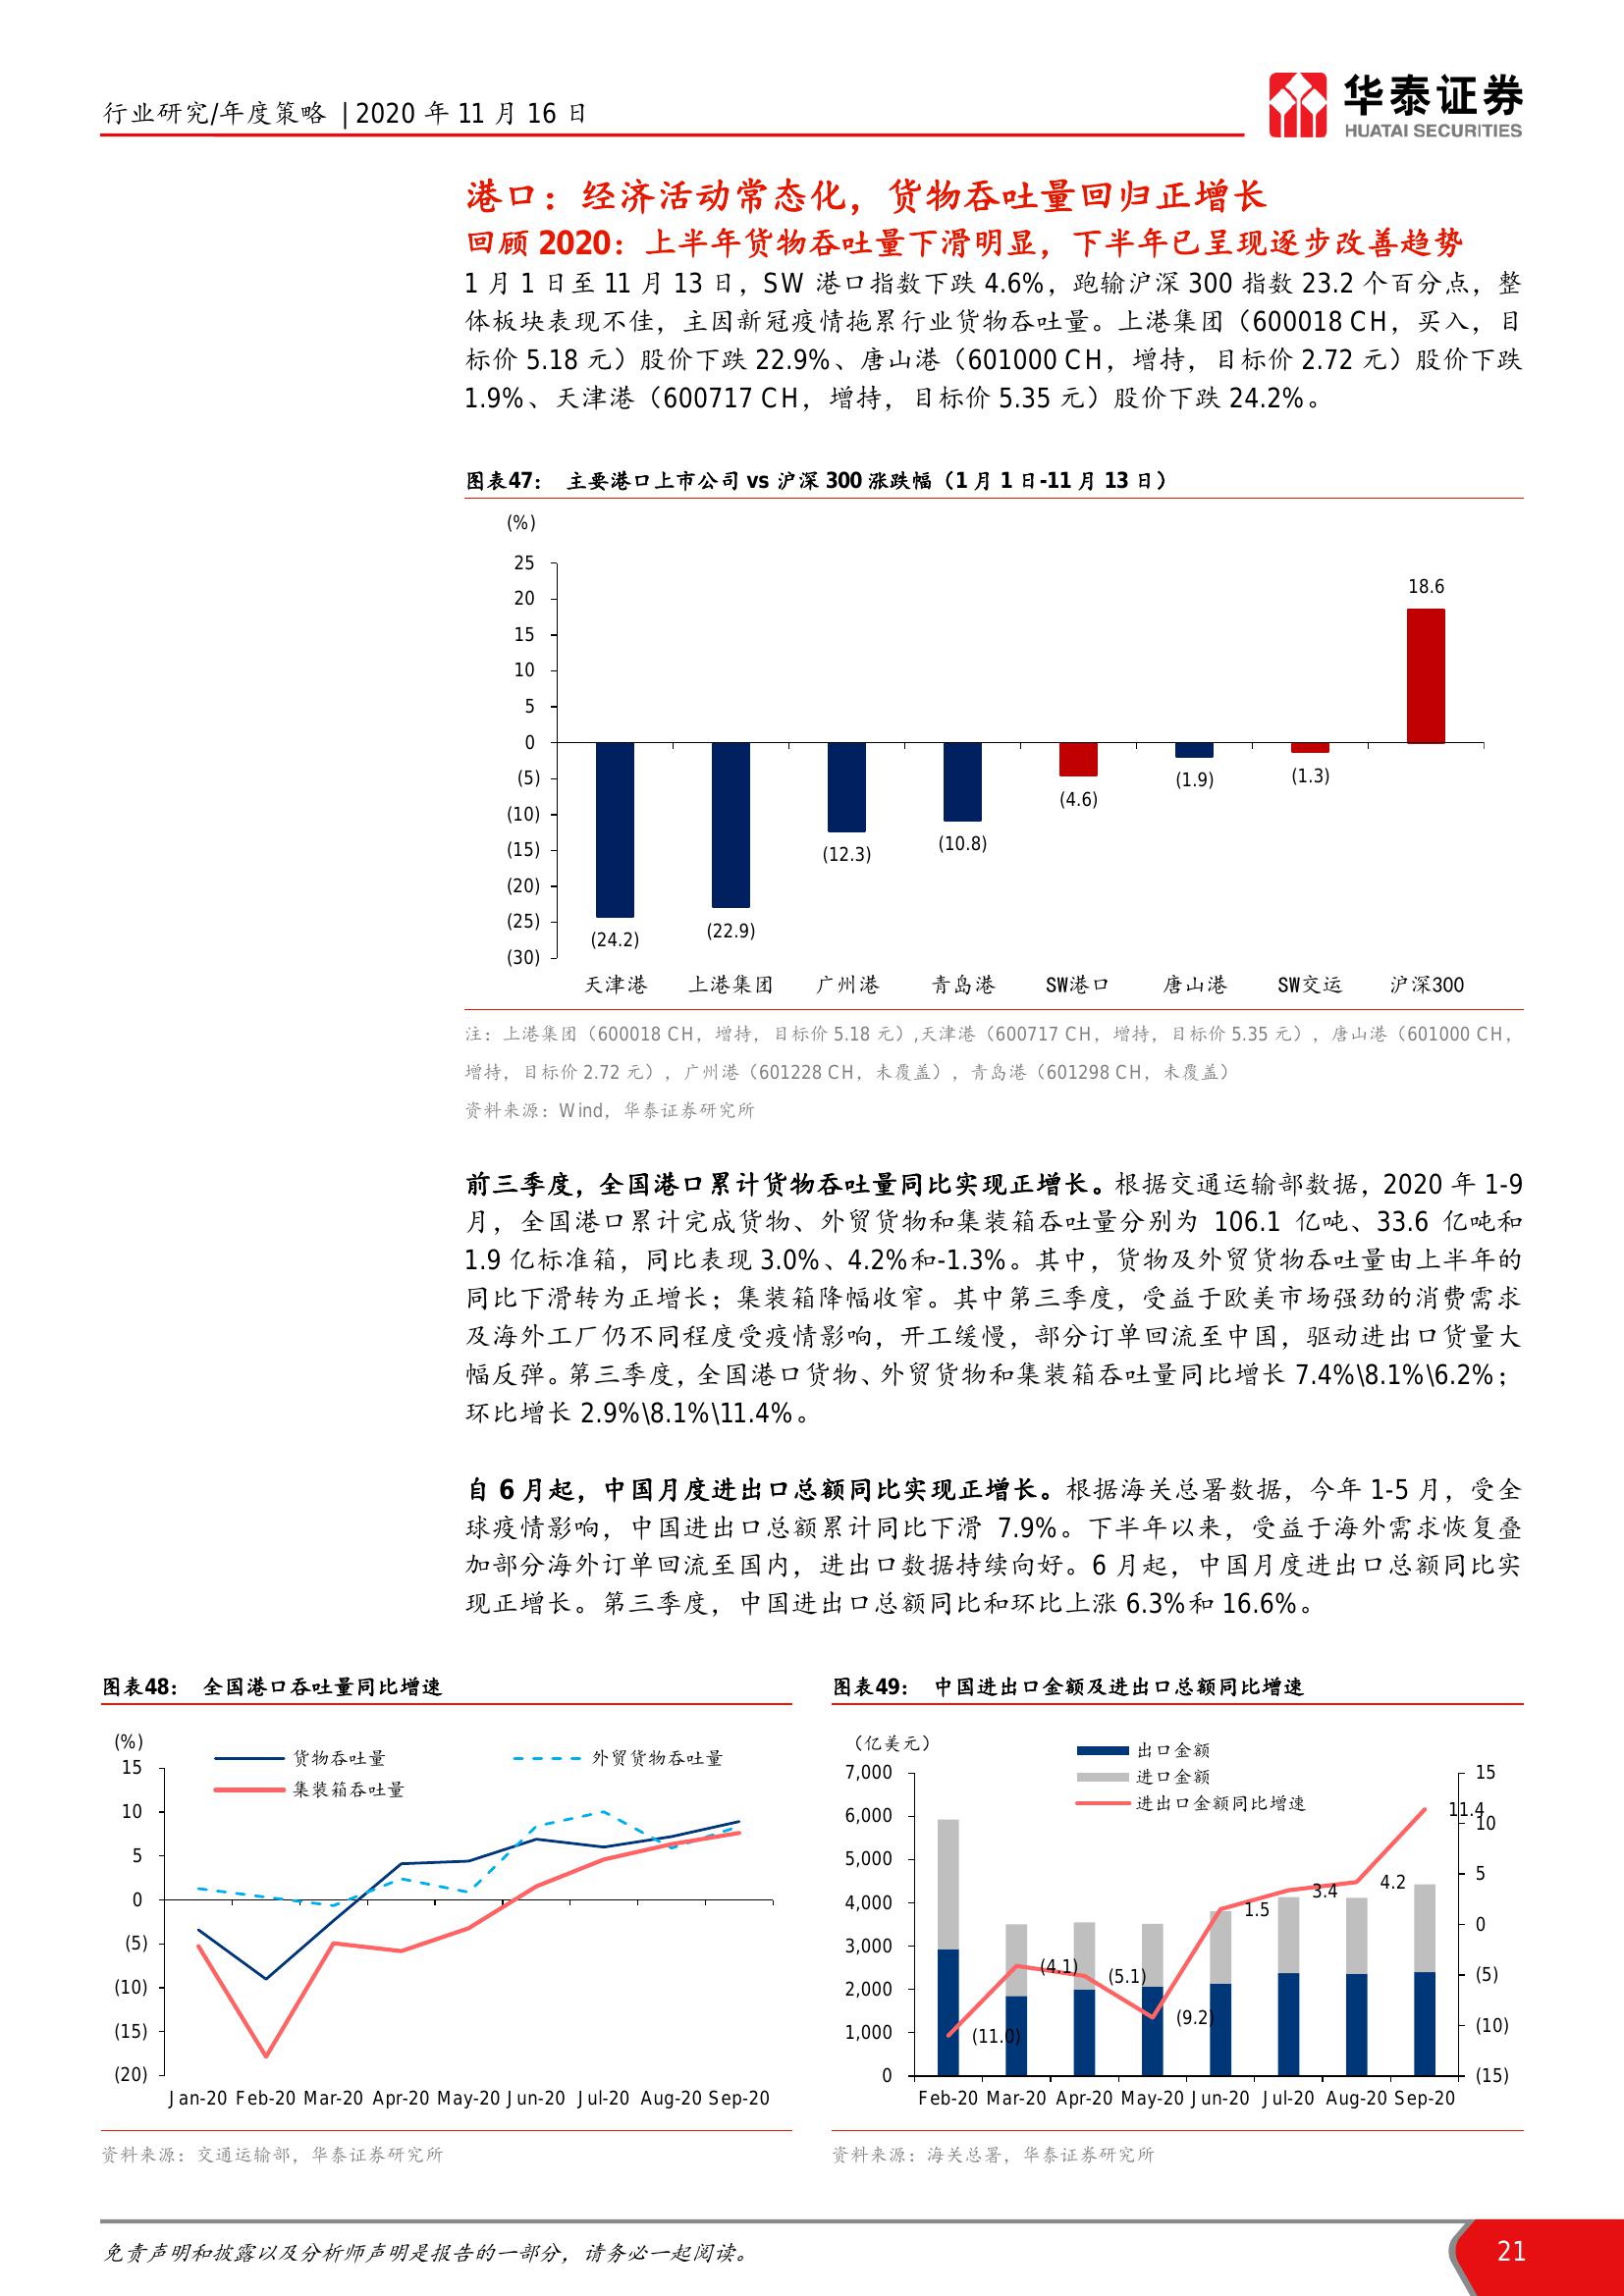 行业研究/年度策略 | 2020 年 11 月 16 日
华泰证券
HUATAI SECURITIES
港口：经济活动常态化，货物吞吐量回归正增长
回顾 2020：上半年货物吞吐量下滑明显，下半年已呈现逐步改善趋势
1 月 1 日至 11 月 13 日，SW 港口指数下跌 4.6%，跑输沪深 300 指数 23.2 个百分点，整
体板块表现不佳，主因新冠疫情拖累行业货物吞吐量。上港集团（600018 CH，买入，目
标价 5.18 元）股价下跌 22.9%、唐山港（601000 CH，增持，目标价 2.72 元）股价下跌
1.9%、天津港（600717 CH，增持，目标价 5.35 元）股价下跌 24.2%。
图表47： 主要港口上市公司 vs 沪深 300 涨跌幅（1 月 1 日-11 月 13 日）
(%)
25
20
15
10
5
0
(5)
(10)
(15)
(20)
(25)
(30)
(24.2)
(22.9)
(12.3)
(10.8)
(4.6)
(1.9)
(1.3)
18.6
天津港 上港集团 广州港 青岛港 SW港口 唐山港 SW交运 沪深300
注：上港集团（600018 CH，增持，目标价 5.18 元）,天津港（600717 CH，增持，目标价 5.35 元），唐山港（601000 CH，
增持，目标价 2.72 元），广州港（601228 CH，未覆盖），青岛港（601298 CH，未覆盖）
资料来源：Wind，华泰证券研究所
前三季度，全国港口累计货物吞吐量同比实现正增长。根据交通运输部数据，2020 年 1-9
月，全国港口累计完成货物、外贸货物和集装箱吞吐量分别为 106.1 亿吨、33.6 亿吨和
1.9 亿标准箱，同比表现 3.0%、4.2%和-1.3%。其中，货物及外贸货物吞吐量由上半年的
同比下滑转为正增长；集装箱降幅收窄。其中第三季度，受益于欧美市场强劲的消费需求
及海外工厂仍不同程度受疫情影响，开工缓慢，部分订单回流至中国，驱动进出口货量大
幅反弹。第三季度，全国港口货物、外贸货物和集装箱吞吐量同比增长 7.4%\8.1%\6.2%；
环比增长 2.9%\8.1%\11.4%。
自 6 月起，中国月度进出口总额同比实现正增长。根据海关总署数据，今年 1-5 月，受全
球疫情影响，中国进出口总额累计同比下滑 7.9%。下半年以来，受益于海外需求恢复叠
加部分海外订单回流至国内，进出口数据持续向好。6 月起，中国月度进出口总额同比实
现正增长。第三季度，中国进出口总额同比和环比上涨 6.3%和 16.6%。
图表48： 全国港口吞吐量同比增速
(%)
货物吞吐量
外贸货物吞吐量
集装箱吞吐量
15
10
5
0
(5)
(10)
(15)
(20)
Jan-20 Feb-20 Mar-20 Apr-20 May-20 Jun-20 Jul-20 Aug-20 Sep-20
资料来源：交通运输部，华泰证券研究所
图表49： 中国进出口金额及进出口总额同比增速
（亿美元）
出口金额
进口金额
进出口金额同比增速
7,000
6,000
5,000
4,000
3,000
2,000
1,000
0
15
10
5
0
(5)
(10)
(15)
(11.0)
(4.1)
(5.1)
(9.2)
1.5
3.4
4.2
11.4
Feb-20 Mar-20 Apr-20 May-20 Jun-20 Jul-20 Aug-20 Sep-20
资料来源：海关总署，华泰证券研究所
免责声明和披露以及分析师声明是报告的一部分，请务必一起阅读。
21